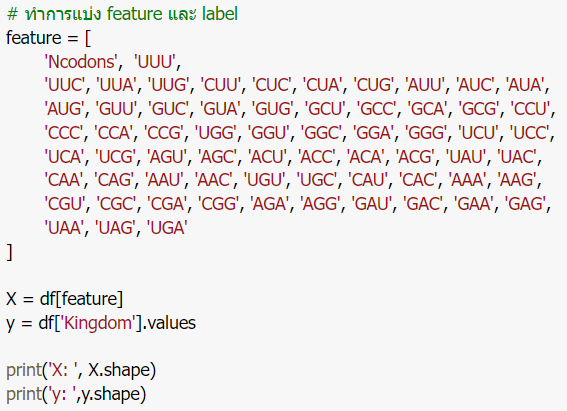 # ทำการแบ่ง feature และ label
feature = [
'Ncodons', 'UUU',
'UUC', 'UUA', 'UUG', 'CUU', 'CUC', 'CUA', 'CUG', 'AUU', 'AUC', 'AUA',
'AUG', 'GUU', 'GUC', 'GUA', 'GUG', 'GCU', 'GCC', 'GCA', 'GCG', 'CCU',
'CCC', 'CCA', 'CCG', 'UGG', 'GGU', 'GGC', 'GGA', 'GGG', 'UCU', 'UCC',
'UCA', 'UCG', 'AGU', 'AGC', 'ACU', 'ACC', 'ACA', 'ACG', 'UAU', 'UAC',
'CAA', 'CAG', 'AAU', 'AAC', 'UGU', 'UGC', 'CAU', 'CAC', 'AAA', 'AAG',
'CGU', 'CGC', 'CGA', 'CGG', 'AGA', 'AGG', 'GAU', 'GAC', 'GAA', 'GAG',
'UAA', 'UAG', 'UGA'
]
X = df[feature]
y = df['Kingdom'].values
print('X: ', X.shape)
print('y: ',y.shape)